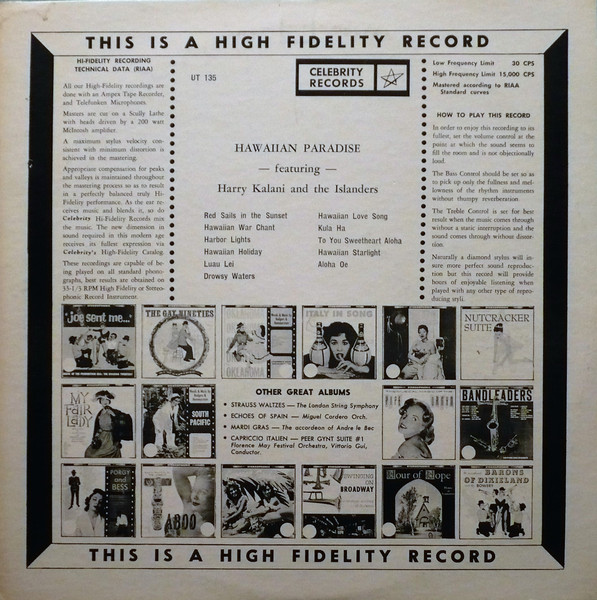 THIS IS A HIGH FIDELITY RECORD
HI-FIDELITY RECORDING
TECHNICAL DATA (RIAA)
All our High-Fidelity recordings are
done with an Ampex Tape Recorder,
and Telefunken Microphones.
Masters are cut on a Scully Lathe
with heads driven by a 200 watt
McIntosh amplifier.
A maximum stylus velocity con-
sistent with minimum distortion is
achieved in the mastering.
Appropriate compensation for peaks
and valleys is maintained throughout
the mastering process so as to result
in a perfectly balanced truly Hi-
Fidelity performance. As the ear re-
ceives music and blends it, so do
Celebrity Hi-Fidelity Records mix
the music. The new dimension in
sound required in this modern age
receives its fullest expression via
Celebrity's High-Fidelity Catalog.
These recordings are capable of be-
ing played on all standard phono-
graphs, best results are obtained on
33-1/3 RPM High Fidelity or Stereo-
phonic Record Instrument.
UT 135
CELEBRITY
RECORDS
HAWAIIAN PARADISE
— featuring —
Harry Kalani and the Islanders
Red Sails in the Sunset
Hawaiian War Chant
Harbor Lights
Hawaiian Holiday
Luau Lei
Drowsy Waters
Hawaiian Love Song
Kula Ha
To You Sweetheart Aloha
Hawaiian Starlight
Aloha Oe
Low Frequency Limit 30 CPS
High Frequency Limit 15,000 CPS
Mastered according to RIAA
Standard curves
HOW TO PLAY THIS RECORD
In order to enjoy this recording to its
fullest, set the volume control at the
point at which the sound seems to
fill the room and is not objectionally
loud.
The Bass Control should be set so as
to pick up only the fullness and mel-
lowness of the rhythm instruments
without thumpy reverberation.
The Treble Control is set for best
result when the music comes through
without a static interruption and the
sound comes through without distor-
tion.
Naturally a diamond stylus will in-
sure more perfect sound reproduc-
tion but this record will provide
hours of enjoyable listening when
played with any other type of repro-
ducing styli.
"Joe sent me..."
THE GAY NINETIES
OKLAHOMA
ITALY IN SONG
NUTCRACKER
SUITE
MY
FAIR
LADY
SOUTH
PACIFIC
OTHER GREAT ALBUMS
• STRAUSS WALTZES — The London String Symphony
• ECHOES OF SPAIN — Miguel Cordero Orch.
• MARDI GRAS — The accordeon of Andre le Bec
• CAPRICCIO ITALIEN — PEER GYNT SUITE #1
Florence May Festival Orchestra, Vittorio Gui,
Conductor.
BANDLEADERS
PORGY
and
BESS
TABOO
SWINGING
ON
BROADWAY
Hour of Hope
BARONS
OF DIXIELAND
THIS IS A HIGH FIDELITY RECORD